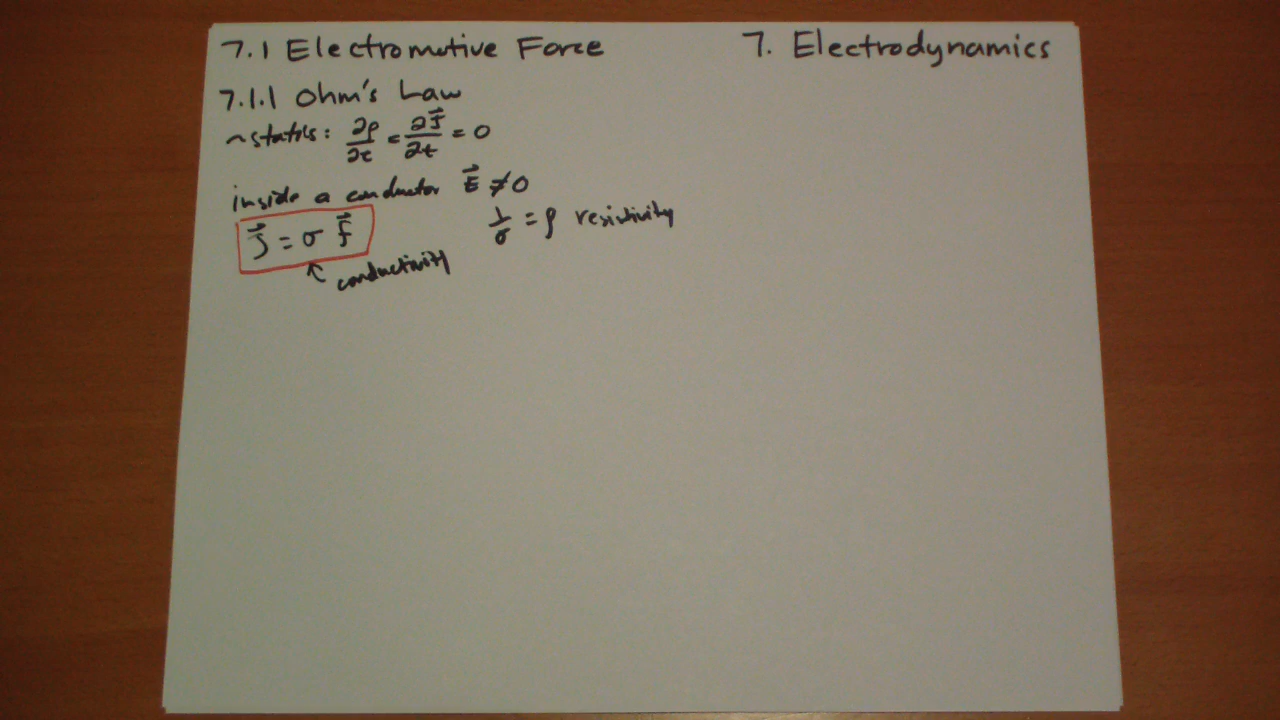 7.1 Electromotive Force
7. Electrodynamics
7.1.1 Ohm's Law
~statics: ∂ρ/∂t = ∂J⃗/∂t = 0
inside a conductor E⃗ ≠ 0
J⃗ = σ f⃗
1/σ = ρ resistivity
↑ conductivity